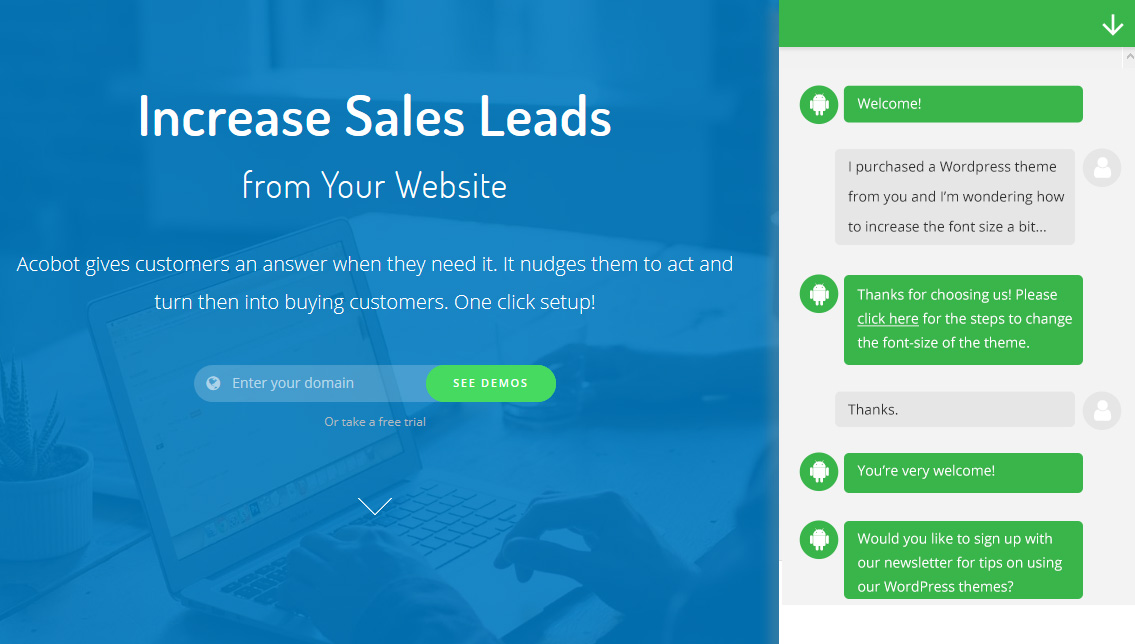 Increase Sales Leads
from Your Website
Acobot gives customers an answer when they need it. It nudges them to act and
turn then into buying customers. One click setup!
Enter your domain
SEE DEMOS
Or take a free trial
Welcome!
I purchased a Wordpress theme
from you and I'm wondering how
to increase the font size a bit...
Thanks for choosing us! Please
click here for the steps to change
the font-size of the theme.
Thanks.
You're very welcome!
Would you like to sign up with
our newsletter for tips on using
our WordPress themes?